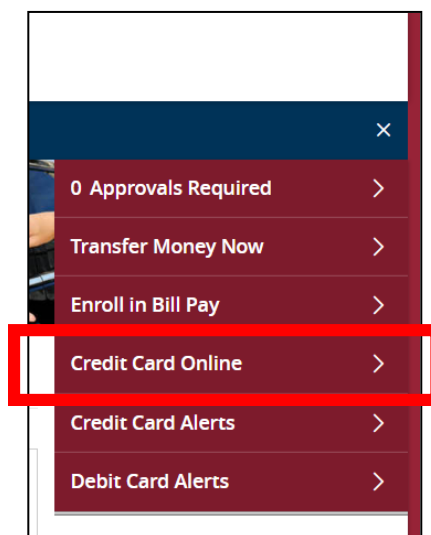 0 Approvals Required
Transfer Money Now
Enroll in Bill Pay
Credit Card Online
Credit Card Alerts
Debit Card Alerts